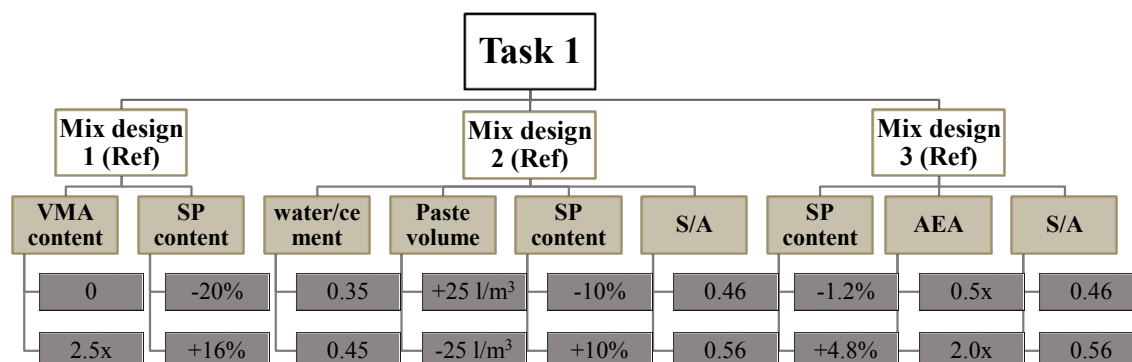 Task 1
Mix design
1 (Ref)
Mix design
2 (Ref)
Mix design
3 (Ref)
VMA
content
SP
content
water/ce
ment
Paste
volume
SP
content
S/A
SP
content
AEA
S/A
0
-20%
0.35
+25 l/m³
-10%
0.46
-1.2%
0.5x
0.46
2.5x
+16%
0.45
-25 l/m³
+10%
0.56
+4.8%
2.0x
0.56